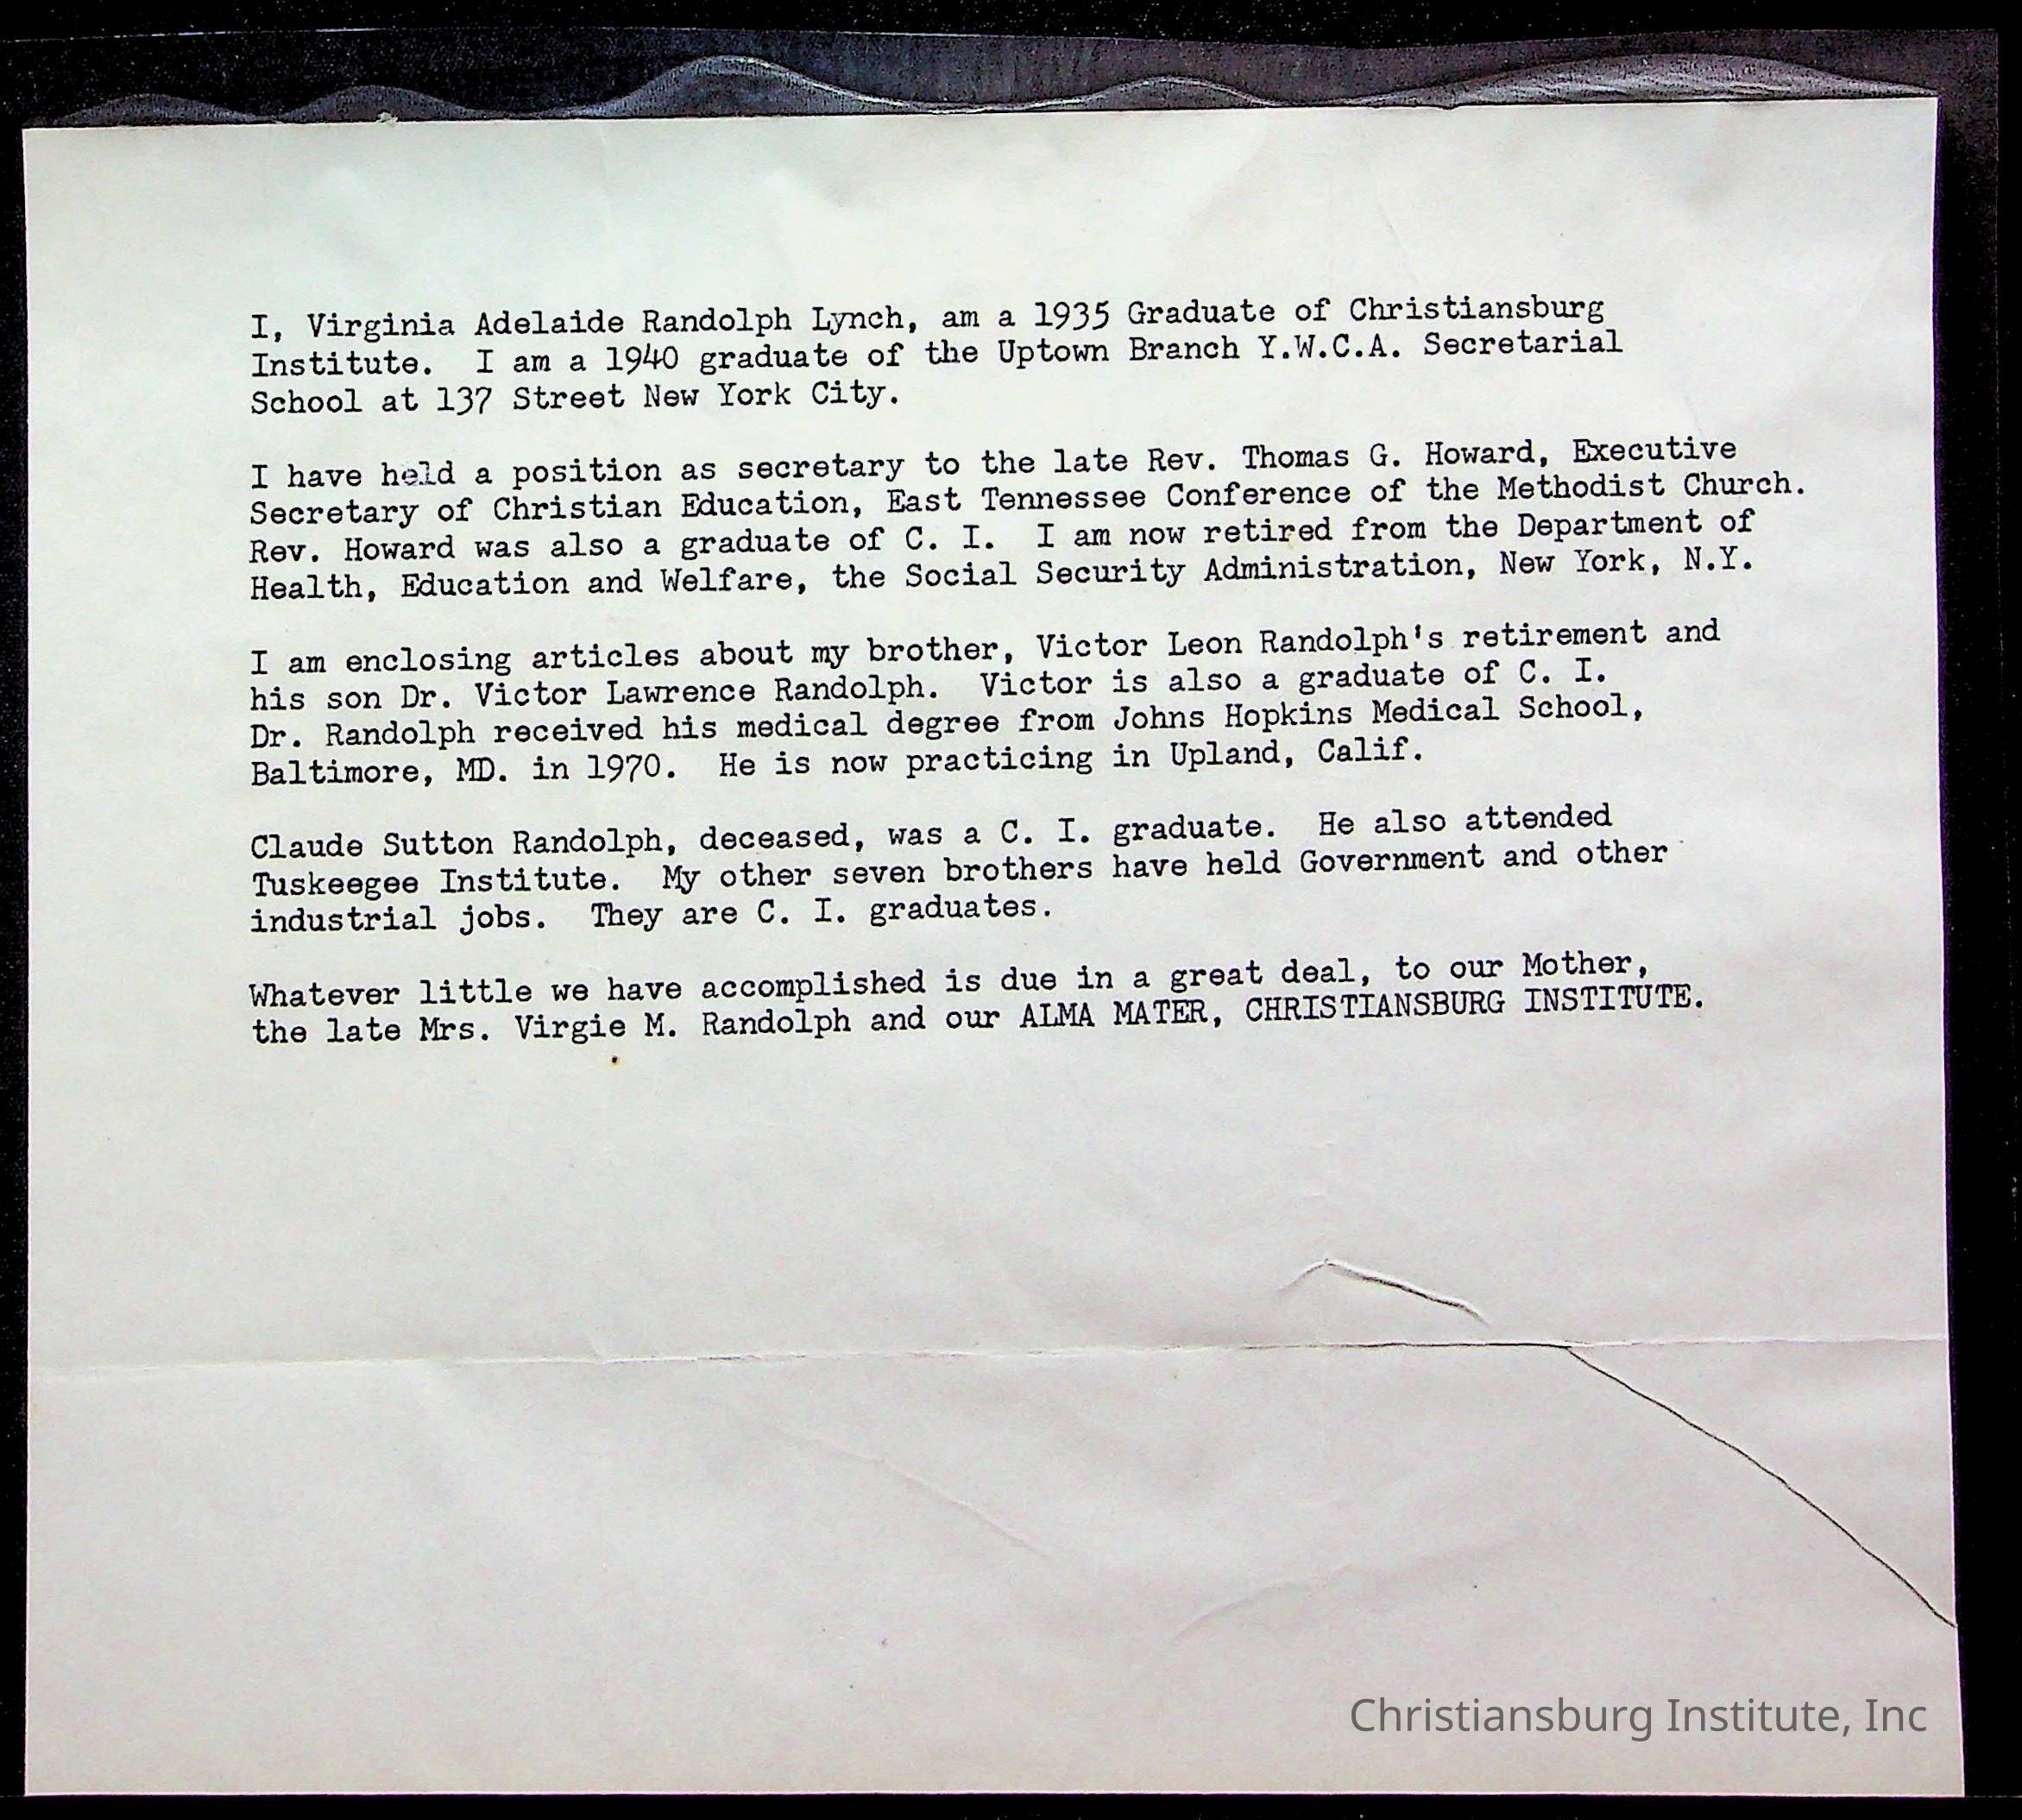 I, Virginia Adelaide Randolph Lynch, am a 1935 Graduate of Christiansburg
Institute.  I am a 1940 graduate of the Uptown Branch Y.W.C.A. Secretarial
School at 137 Street New York City.

I have held a position as secretary to the late Rev. Thomas G. Howard, Executive
Secretary of Christian Education, East Tennessee Conference of the Methodist Church.
Rev. Howard was also a graduate of C. I.  I am now retired from the Department of
Health, Education and Welfare, the Social Security Administration, New York, N.Y.

I am enclosing articles about my brother, Victor Leon Randolph's retirement and
his son Dr. Victor Lawrence Randolph.  Victor is also a graduate of C. I.
Dr. Randolph received his medical degree from Johns Hopkins Medical School,
Baltimore, MD. in 1970.  He is now practicing in Upland, Calif.

Claude Sutton Randolph, deceased, was a C. I. graduate.  He also attended
Tuskeegee Institute.  My other seven brothers have held Government and other
industrial jobs.  They are C. I. graduates.

Whatever little we have accomplished is due in a great deal, to our Mother,
the late Mrs. Virgie M. Randolph and our ALMA MATER, CHRISTIANSBURG INSTITUTE.

Christiansburg Institute, Inc